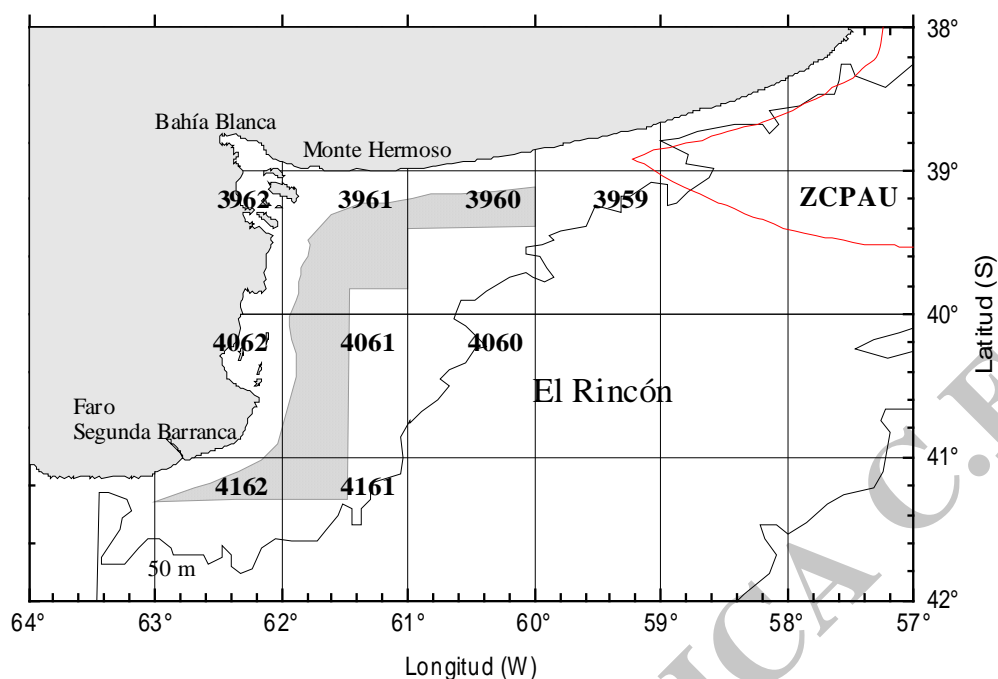 38°
Bahía Blanca
Monte Hermoso
39°
3962
3961
3960
3959
ZCPAU
Latitud (S)
40°
4062
4061
4060
El Rincón
Faro
Segunda Barranca
41°
4162
4161
50 m
42°
64°
63°
62°
61°
60°
59°
58°
57°
Longitud (W)